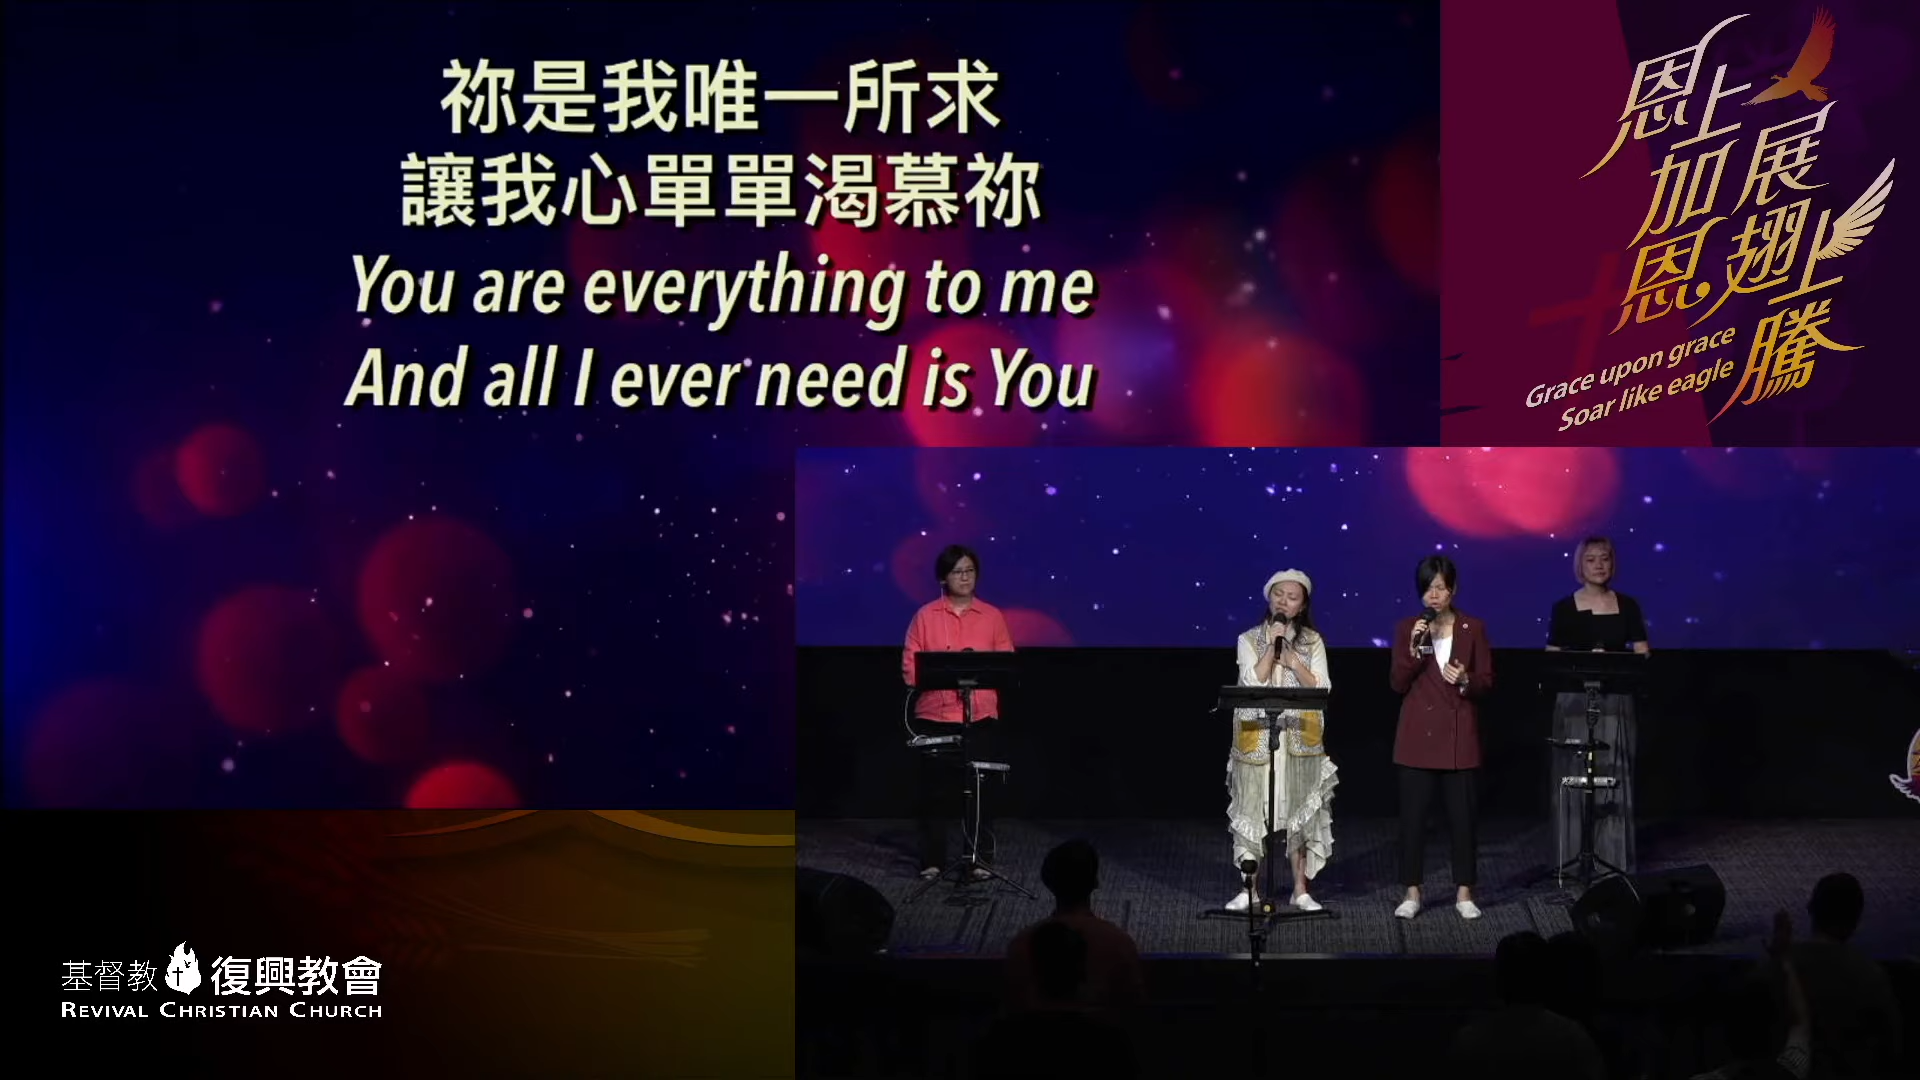 祢是我唯一所求
讓我心單單渴慕祢
You are everything to me
And all I ever need is You
恩上加恩
展翅上騰
Grace upon grace
Soar like eagle
基督教 復興教會
REVIVAL CHRISTIAN CHURCH